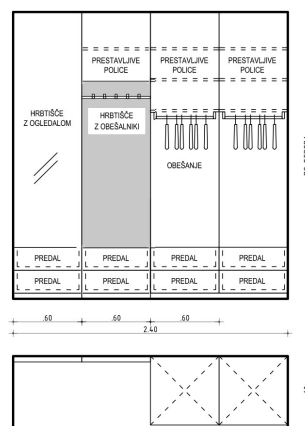 PRESTAVLJIVE
POLICE
PRESTAVLJIVE
POLICE
PRESTAVLJIVE
POLICE
HRBTIŠČE
Z OGLEDALOM
HRBTIŠČE
Z OBEŠALNIKI
OBEŠANJE
PREDAL
PREDAL
PREDAL
PREDAL
PREDAL
PREDAL
PREDAL
PREDAL
.60
.60
.60
2.40